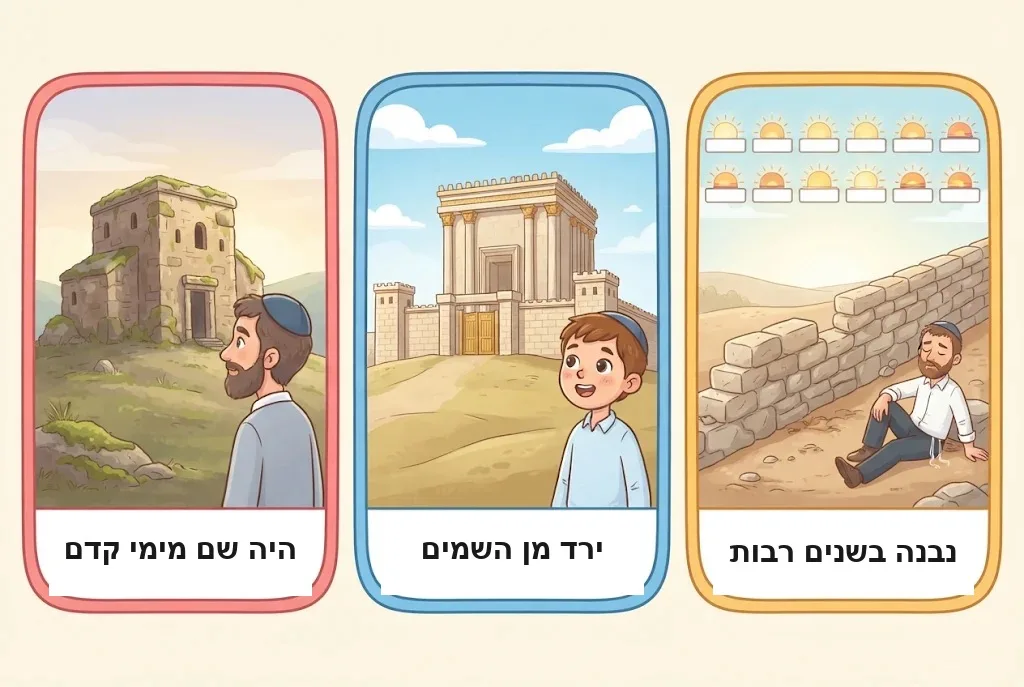 היה שם מימי קדם
ירד מן השמים
נבנה בשנים רבות